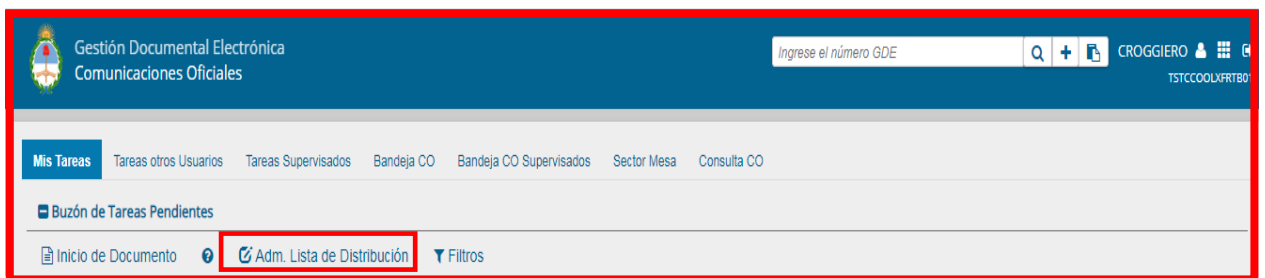 Gestión Documental Electrónica
Comunicaciones Oficiales
Ingrese el número GDE
CROGGIERO
TSTCCOOLXFRTB01
Mis Tareas Tareas otros Usuarios Tareas Supervisados Bandeja CO Bandeja CO Supervisados Sector Mesa Consulta CO
Buzón de Tareas Pendientes
Inicio de Documento Adm. Lista de Distribución Filtros